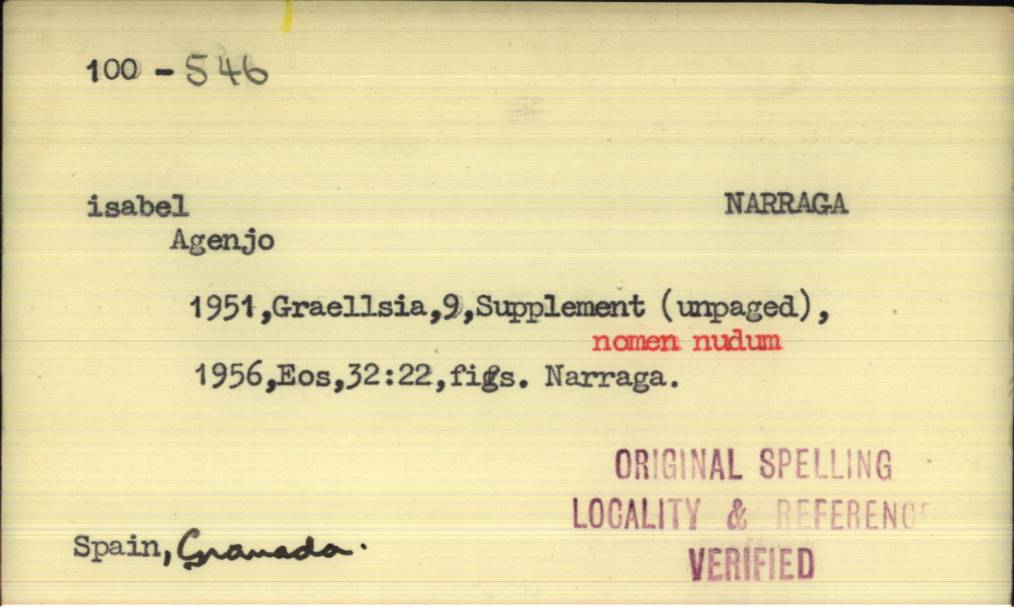 100 - 546
isabel NARRAGA
Agenjo
1951,Graellsia,9,Supplement (unpaged),
nomen nudum
1956,Eos,32:22,figs. Narraga.
ORIGINAL SPELLING
LOCALITY & REFERENCE
VERIFIED
Spain, Granada.